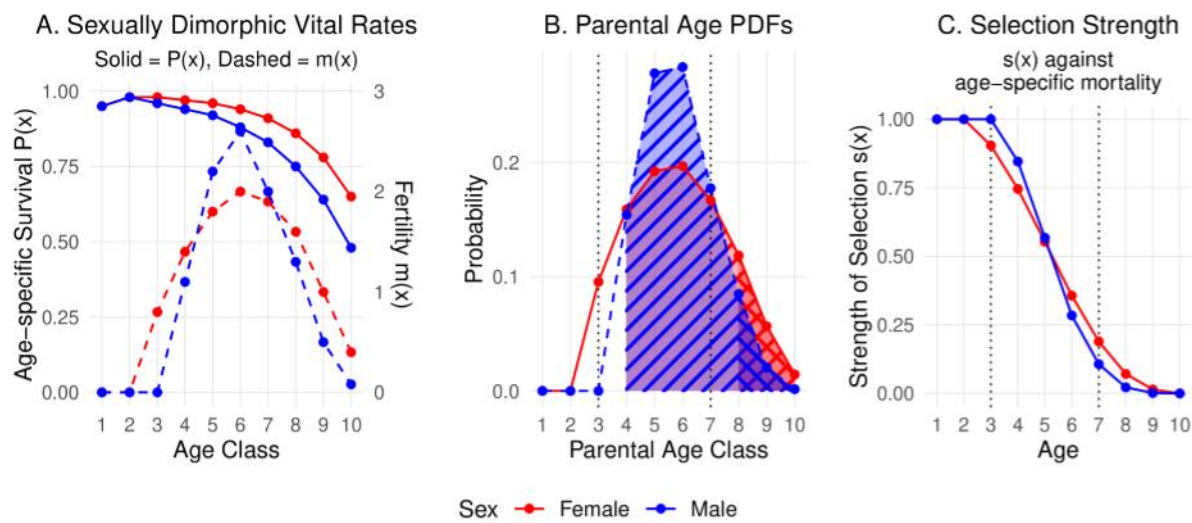 A. Sexually Dimorphic Vital Rates
Solid = P(x), Dashed = m(x)
Age−specific Survival P(x)
1.00
0.75
0.50
0.25
0.00
3
2
1
0
Fertility m(x)
1 2 3 4 5 6 7 8 9 10
Age Class
B. Parental Age PDFs
Probability
0.2
0.1
0.0
1 2 3 4 5 6 7 8 9 10
Parental Age Class
C. Selection Strength
s(x) against
age−specific mortality
Strength of Selection s(x)
1.00
0.75
0.50
0.25
0.00
1 2 3 4 5 6 7 8 9 10
Age
Sex Female Male